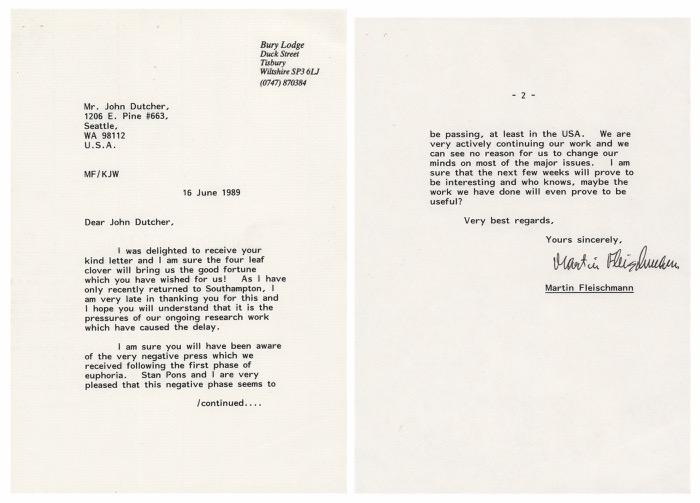 Bury Lodge
Duck Street
Tisbury
Wiltshire SP3 6LJ
(0747) 870384
Mr. John Dutcher,
1206 E. Pine #663,
Seattle,
WA 98112
U.S.A.
MF/KJW
16 June 1989
Dear John Dutcher,
I was delighted to receive your
kind letter and I am sure the four leaf
clover will bring us the good fortune
which you have wished for us! As I have
only recently returned to Southampton, I
am very late in thanking you for this and
I hope you will understand that it is the
pressures of our ongoing research work
which have caused the delay.
I am sure you will have been aware
of the very negative press which we
received following the first phase of
euphoria. Stan Pons and I are very
pleased that this negative phase seems to
/continued....
- 2 -
be passing, at least in the USA. We are
very actively continuing our work and we
can see no reason for us to change our
minds on most of the major issues. I am
sure that the next few weeks will prove to
be interesting and who knows, maybe the
work we have done will even prove to be
useful?
Very best regards,
Yours sincerely,
Martin Fleischmann
Martin Fleischmann